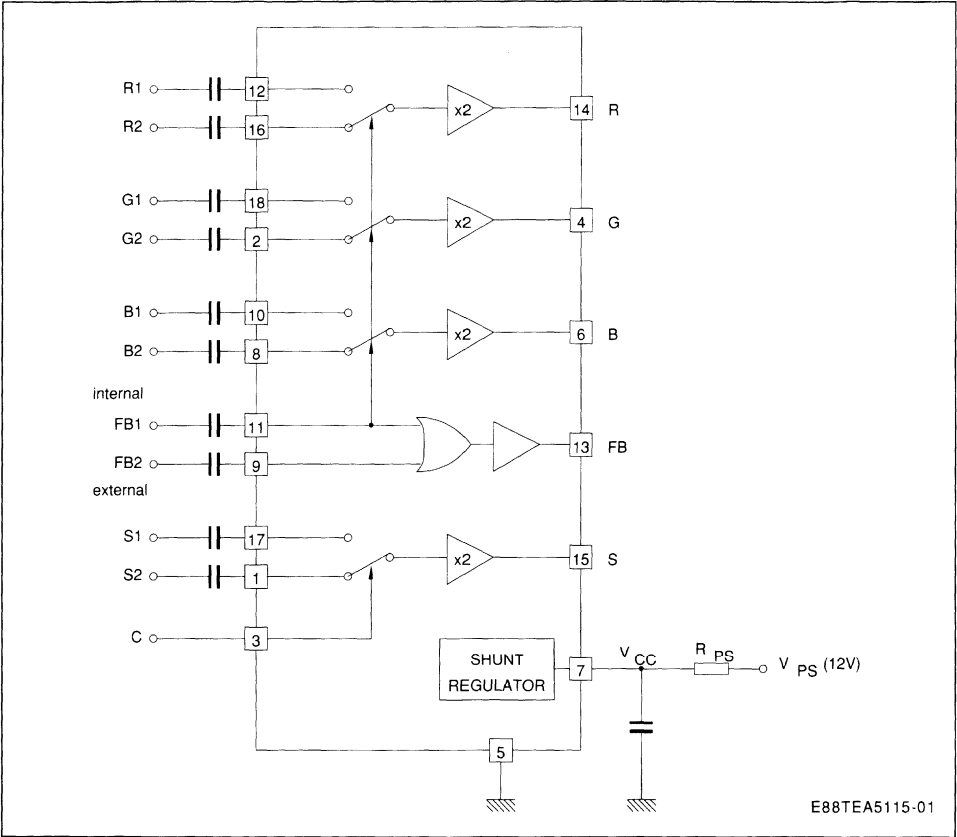 R1
12
R2
16
x2
14
R
G1
18
G2
2
x2
4
G
B1
10
B2
8
x2
6
B
internal
FB1
11
FB2
9
13
FB
external
S1
17
S2
1
x2
15
S
C
3
SHUNT
REGULATOR
7
V CC
R PS
V PS (12V)
5
E88TEA5115-01